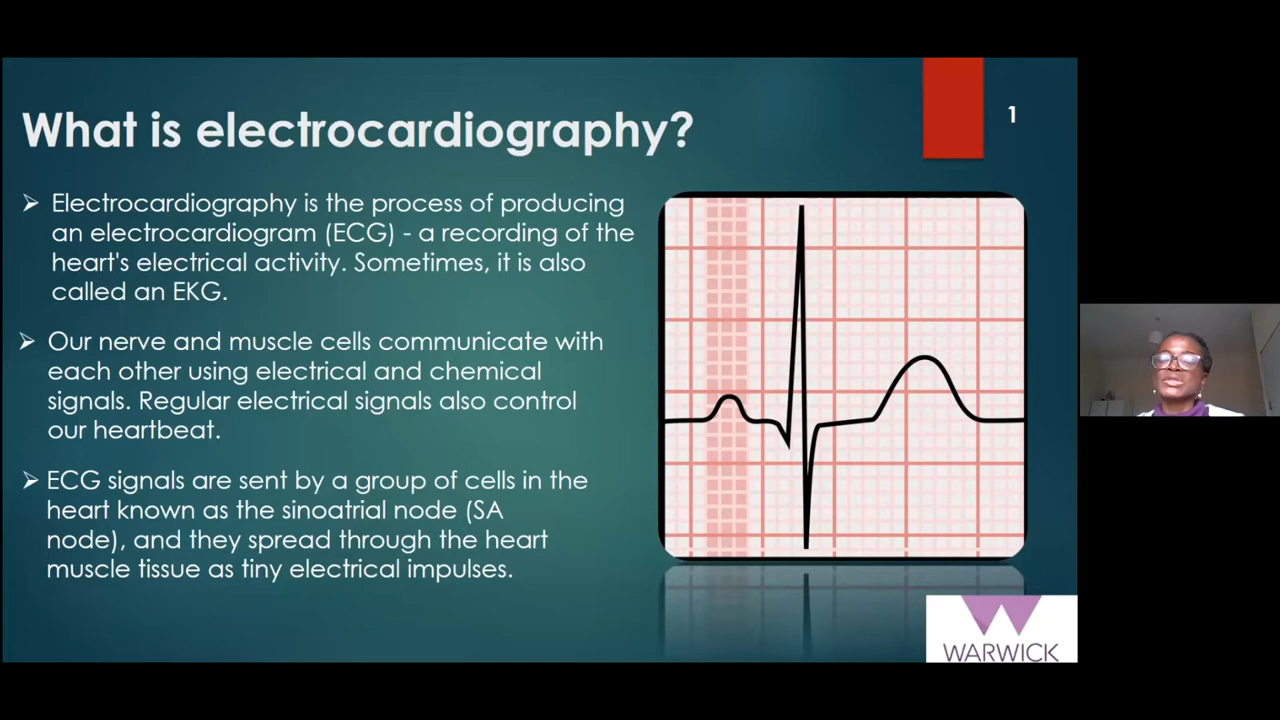 What is electrocardiography?
1
➢ Electrocardiography is the process of producing
an electrocardiogram (ECG) - a recording of the
heart's electrical activity. Sometimes, it is also
called an EKG.
➢ Our nerve and muscle cells communicate with
each other using electrical and chemical
signals. Regular electrical signals also control
our heartbeat.
➢ ECG signals are sent by a group of cells in the
heart known as the sinoatrial node (SA
node), and they spread through the heart
muscle tissue as tiny electrical impulses.
WARWICK